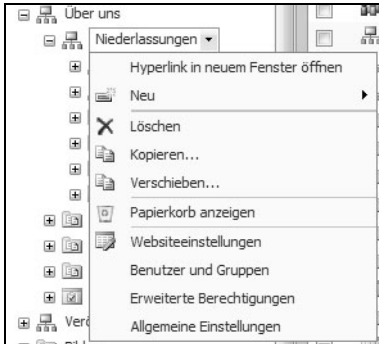 Über uns
Niederlassungen
Hyperlink in neuem Fenster öffnen
Neu
Löschen
Kopieren...
Verschieben...
Papierkorb anzeigen
Websiteeinstellungen
Benutzer und Gruppen
Erweiterte Berechtigungen
Verö
Allgemeine Einstellungen